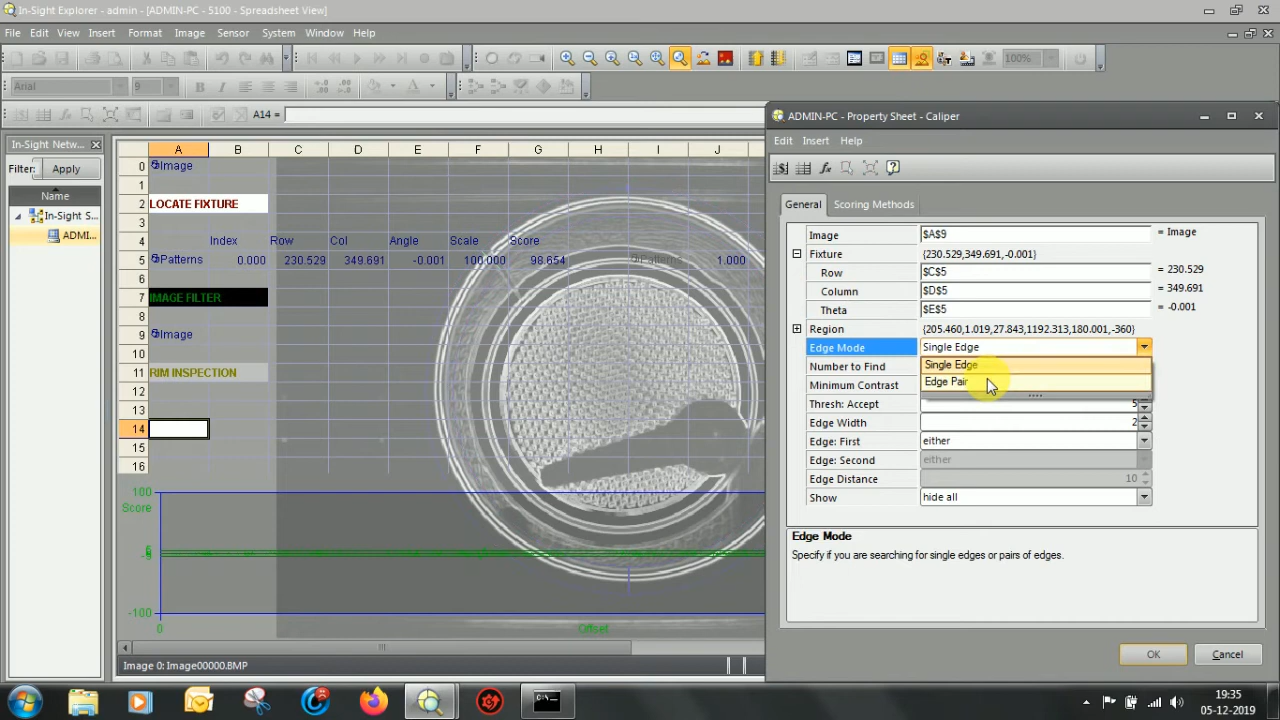 In-Sight Explorer - admin - [ADMIN-PC - 5100 - Spreadsheet View]
File Edit View Insert Format Image Sensor System Window Help
100%
Arial 9
A14 =
In-Sight Netw...
Filter: Apply
Name
In-Sight S...
ADMI...
A B C D E F G H I J
0 Image
1
2 LOCATE FIXTURE
3
4 Index Row Col Angle Scale Score
5 Patterns 0.000 230.529 349.691 -0.001 100.000 98.654 Patterns 1.000
6
7 IMAGE FILTER
8
9 Image
10
11 RIM INSPECTION
12
13
14
15
16
100
Score
-100
0
Offset
Image 0: Image00000.BMP
ADMIN-PC - Property Sheet - Caliper
Edit Insert Help
General Scoring Methods
Image $A$9 = Image
Fixture {230.529,349.691,-0.001}
Row $C$5 = 230.529
Column $D$5 = 349.691
Theta $E$5 = -0.001
Region {205.460,1.019,27.843,1192.313,180.001,-360}
Edge Mode Single Edge
Single Edge
Number to Find
Edge Pair
Minimum Contrast
Thresh: Accept 5
Edge Width 2
Edge: First either
Edge: Second either
Edge Distance 10
Show hide all
Edge Mode
Specify if you are searching for single edges or pairs of edges.
OK Cancel
19:35
05-12-2019